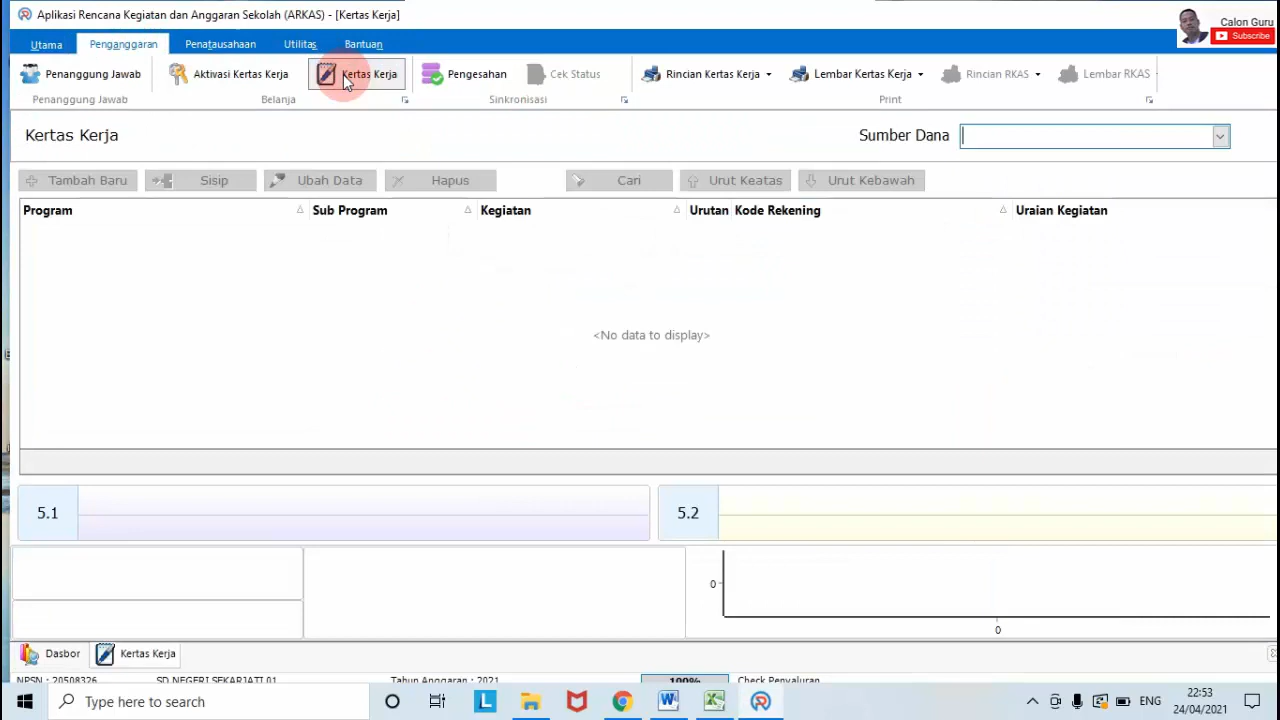 Aplikasi Rencana Kegiatan dan Anggaran Sekolah (ARKAS) - [Kertas Kerja]
Calon Guru
Subscribe
Utama Penganggaran Penatausahaan Utilitas Bantuan
Penanggung Jawab Aktivasi Kertas Kerja Kertas Kerja Pengesahan Cek Status Rincian Kertas Kerja Lembar Kertas Kerja Rincian RKAS Lembar RKAS
Penanggung Jawab Belanja Sinkronisasi Print
Kertas Kerja Sumber Dana
Tambah Baru Sisip Ubah Data Hapus Cari Urut Keatas Urut Kebawah
Program Sub Program Kegiatan Urutan Kode Rekening Uraian Kegiatan
<No data to display>
5.1 5.2
0
0
Dasbor Kertas Kerja
NPSN : 20508326 SD NEGERI SEKARJATI 01 Tahun Anggaran : 2021 100% Check Penyaluran
Type here to search ENG 22:53
24/04/2021